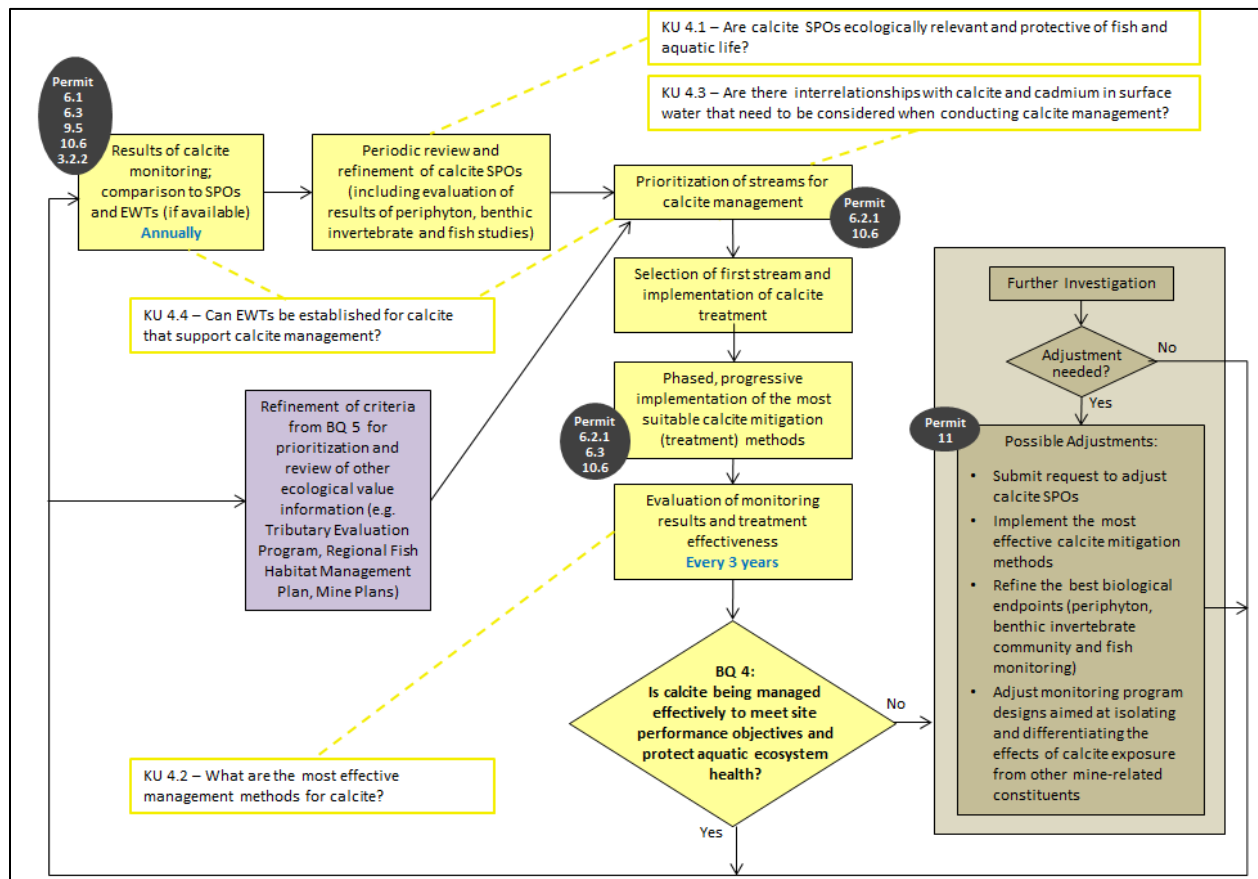 KU 4.1 – Are calcite SPOs ecologically relevant and protective of fish and
aquatic life?
KU 4.3 – Are there interrelationships with calcite and cadmium in surface
water that need to be considered when conducting calcite management?
Permit
6.1
6.3
9.5
10.6
3.2.2
Results of calcite
monitoring;
comparison to SPOs
and EWTs (if available)
Annually
Periodic review and
refinement of calcite SPOs
(including evaluation of
results of periphyton, benthic
invertebrate and fish studies)
Prioritization of streams for
calcite management
Permit
6.2.1
10.6
Selection of first stream and
implementation of calcite
treatment
KU 4.4 – Can EWTs be established for calcite
that support calcite management?
Phased, progressive
implementation of the most
suitable calcite mitigation
(treatment) methods
Permit
6.2.1
6.3
10.6
Refinement of criteria
from BQ 5 for
prioritization and
review of other
ecological value
information (e.g.
Tributary Evaluation
Program, Regional Fish
Habitat Management
Plan, Mine Plans)
Evaluation of monitoring
results and treatment
effectiveness
Every 3 years
BQ 4:
Is calcite being managed
effectively to meet site
performance objectives and
protect aquatic ecosystem
health?
No
Yes
KU 4.2 – What are the most effective
management methods for calcite?
Further Investigation
Adjustment
needed?
No
Yes
Permit
11
Possible Adjustments:
• Submit request to adjust
calcite SPOs
• Implement the most
effective calcite mitigation
methods
• Refine the best biological
endpoints (periphyton,
benthic invertebrate
community and fish
monitoring)
• Adjust monitoring program
designs aimed at isolating
and differentiating the
effects of calcite exposure
from other mine-related
constituents